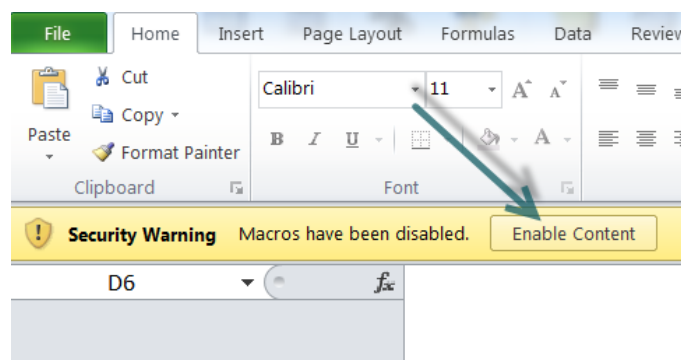 File Home Insert Page Layout Formulas Data Review
Cut
Calibri 11 A A
Copy
Paste
B I U A
Format Painter
Clipboard Font
Security Warning Macros have been disabled. Enable Content
D6 fx